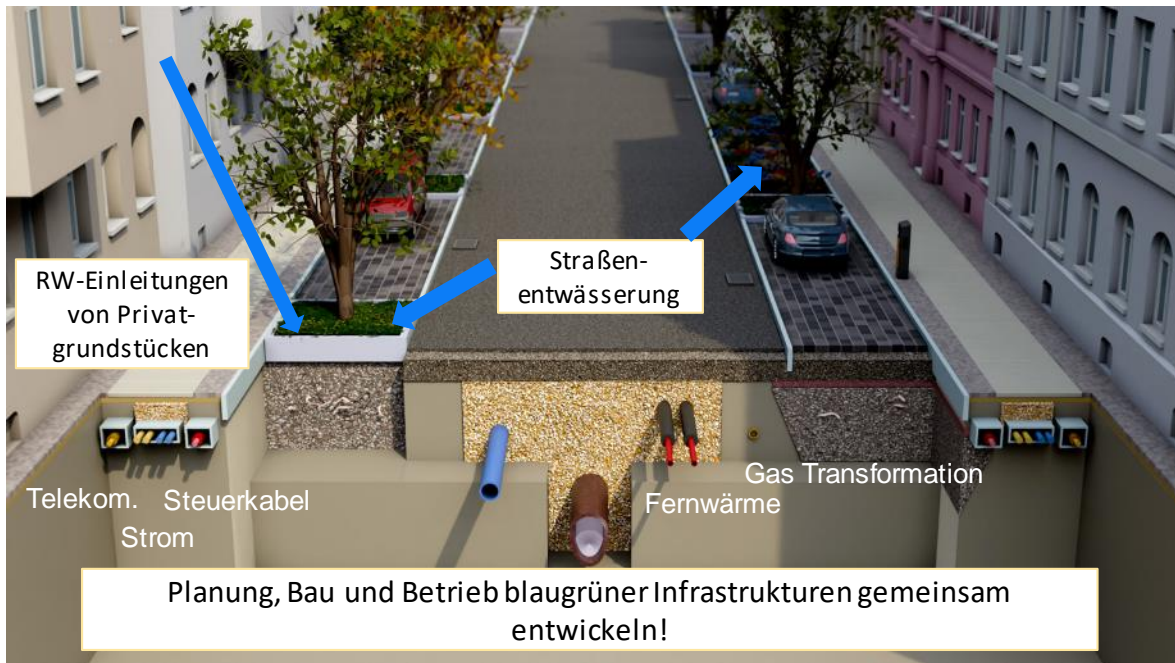 RW-Einleitungen
von Privat-
grundstücken
Straßen-
entwässerung
Telekom.
Steuerkabel
Strom
Gas Transformation
Fernwärme
Planung, Bau und Betrieb blaugrüner Infrastrukturen gemeinsam
entwickeln!